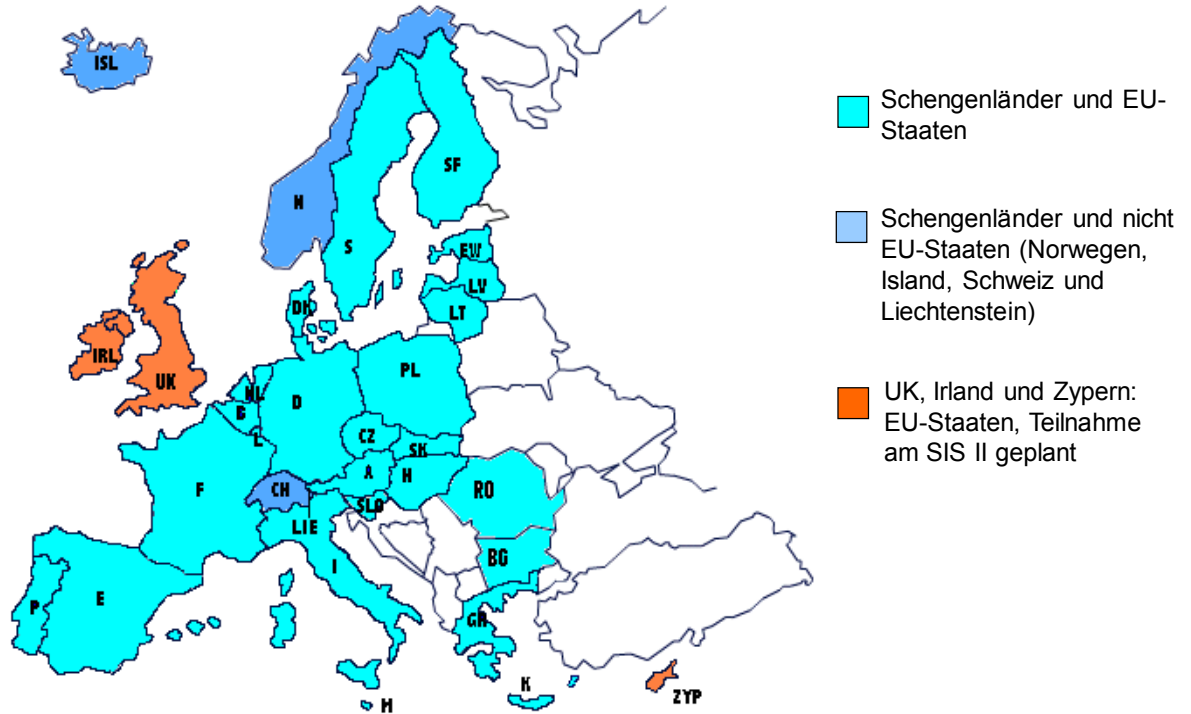 ISL
N
S
SF
EW
LV
LT
DK
IRL
UK
NL
B
L
D
PL
CZ
SK
A
H
F
CH
SLO
LIE
RO
BG
I
P
E
GR
K
M
ZYP
Schengenländer und EU-
Staaten
Schengenländer und nicht
EU-Staaten (Norwegen,
Island, Schweiz und
Liechtenstein)
UK, Irland und Zypern:
EU-Staaten, Teilnahme
am SIS II geplant